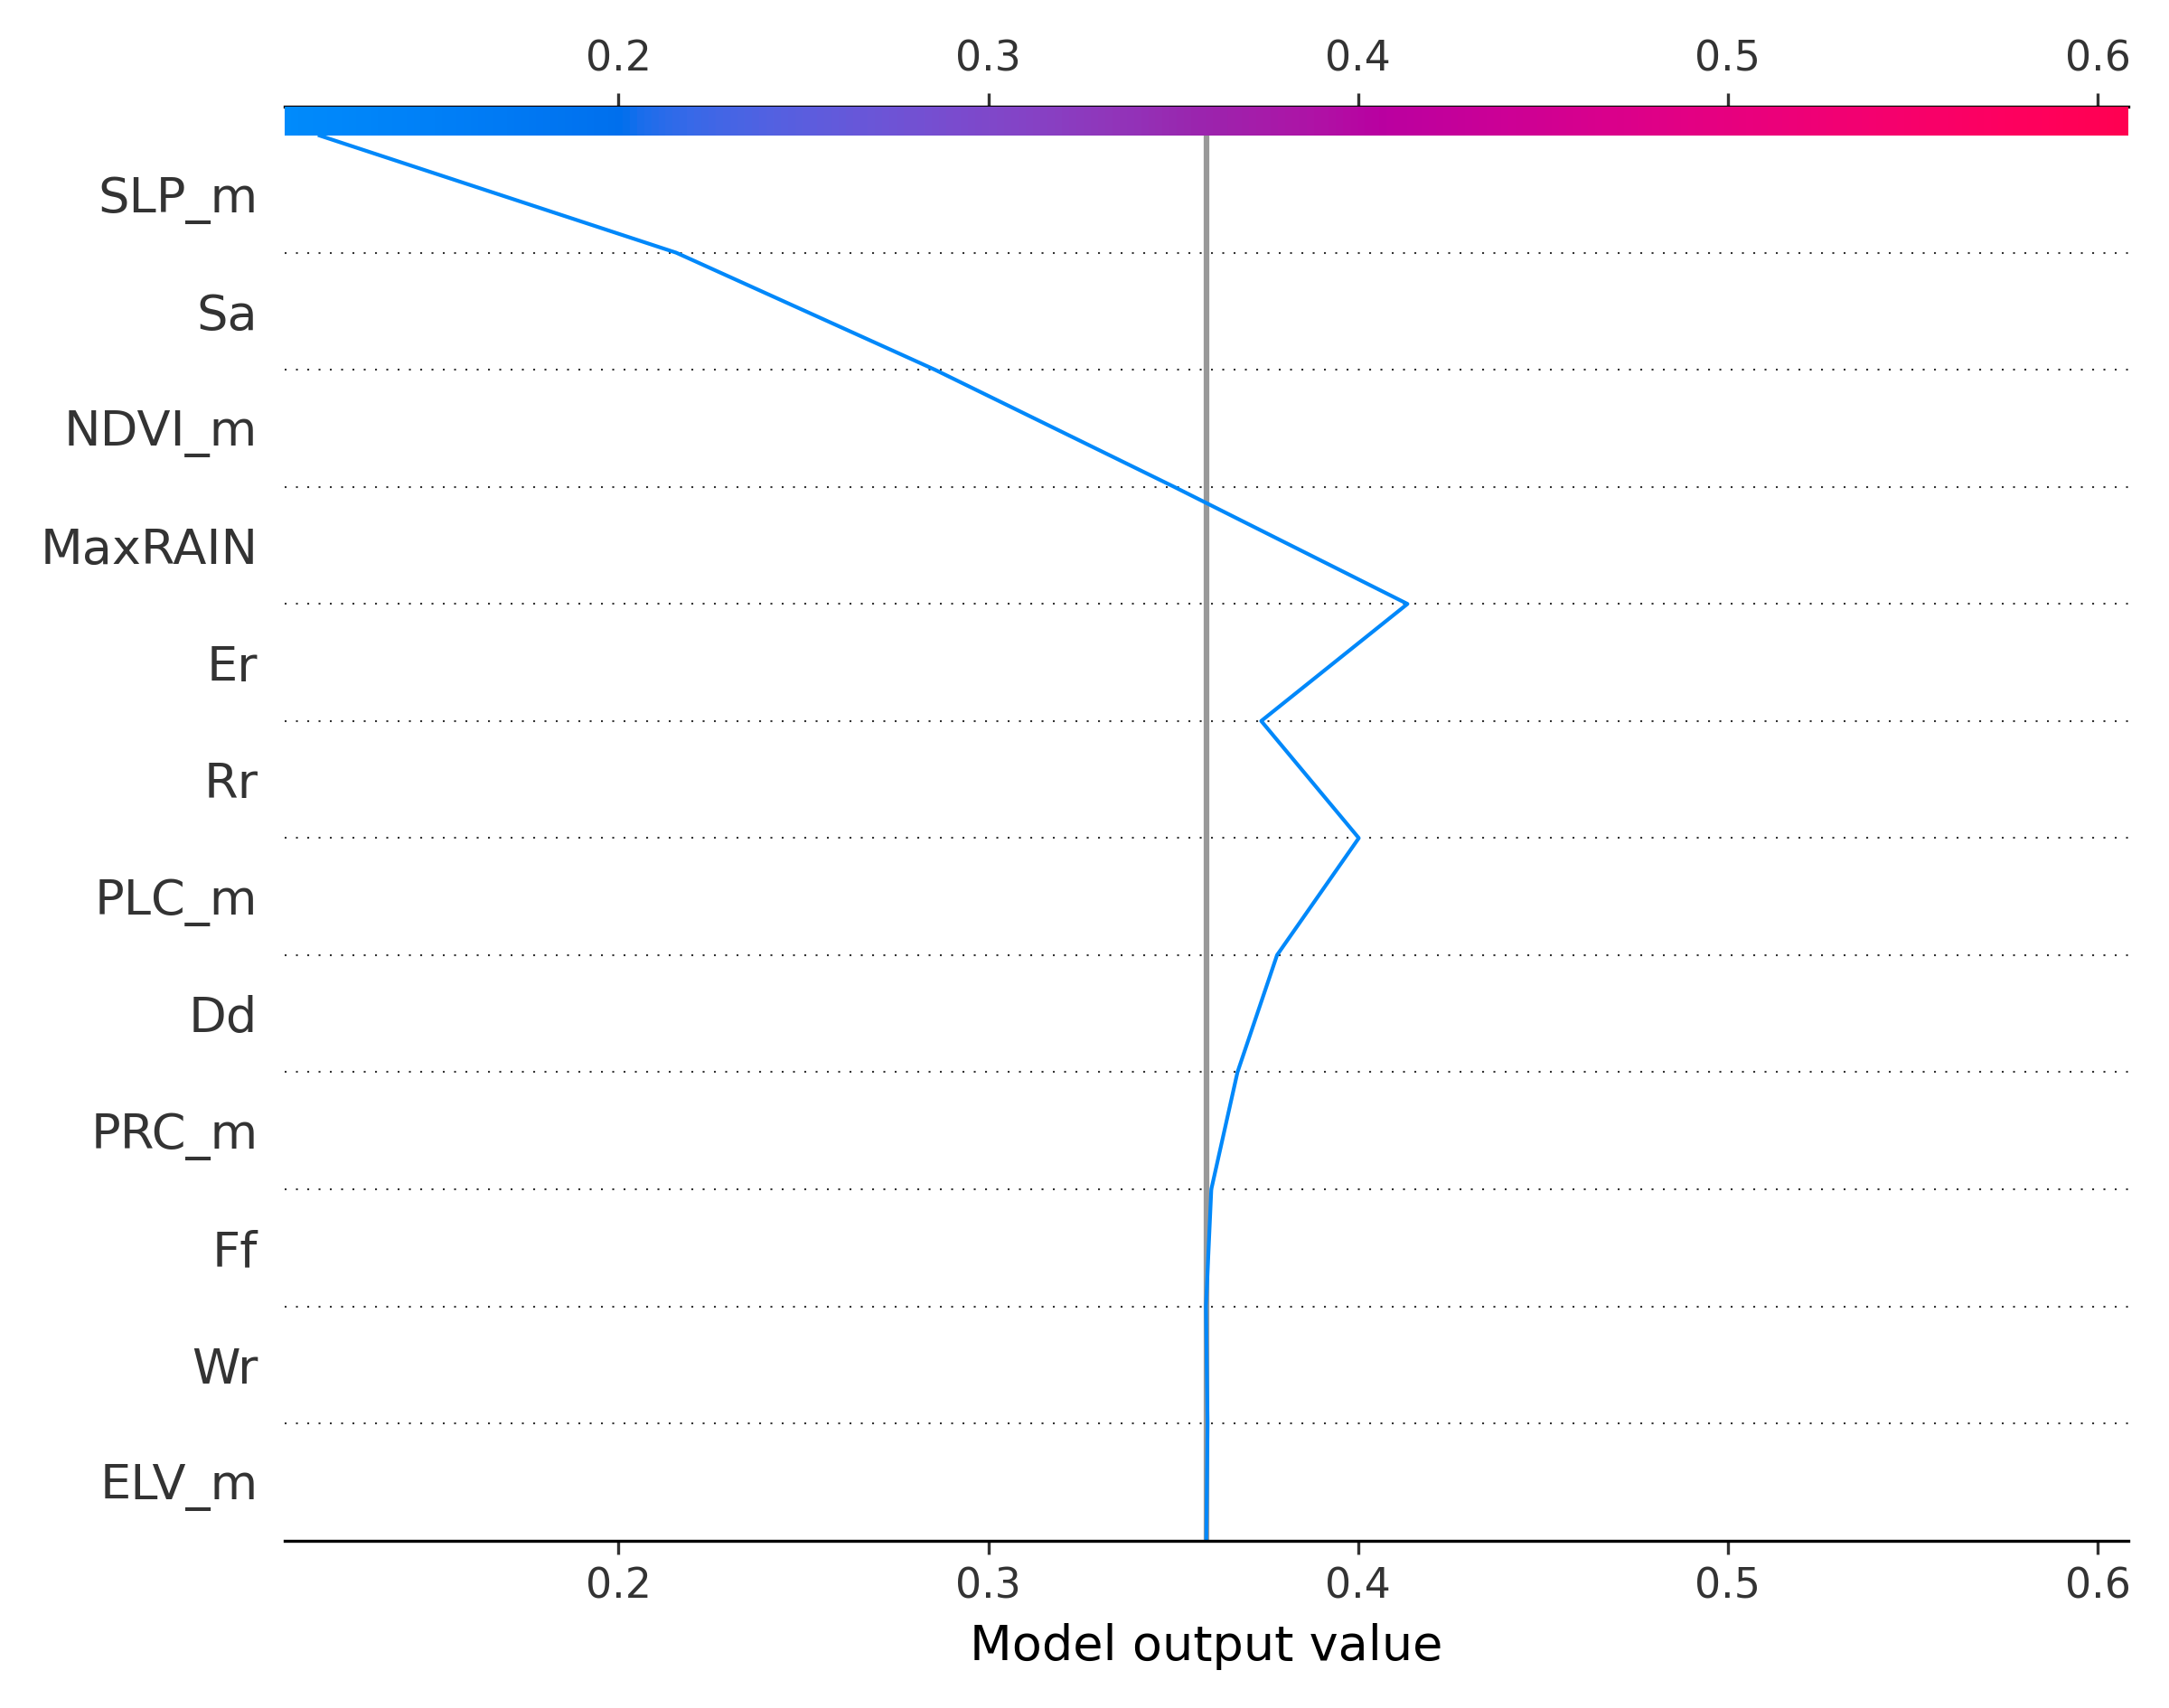 0.2 0.3 0.4 0.5 0.6
SLP_m
Sa
NDVI_m
MaxRAIN
Er
Rr
PLC_m
Dd
PRC_m
Ff
Wr
ELV_m
0.2 0.3 0.4 0.5 0.6
Model output value